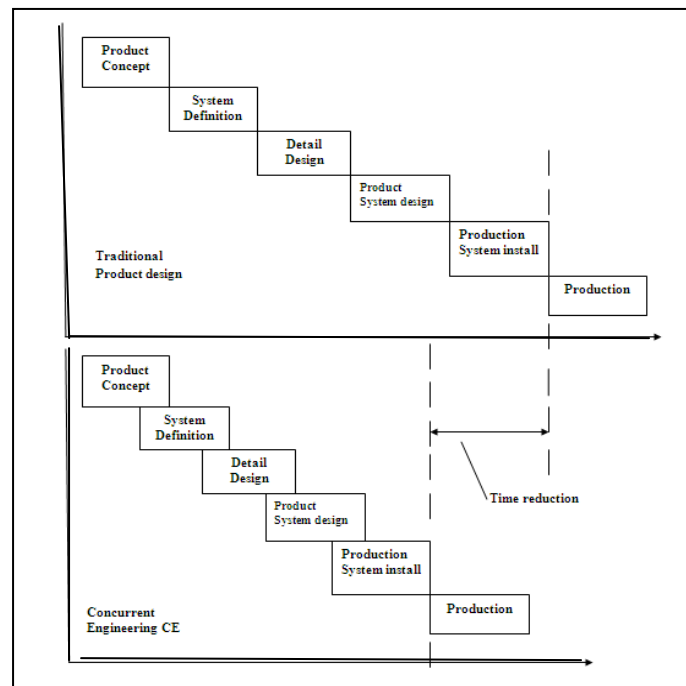 Product
Concept
System
Definition
Detail
Design
Product
System design
Production
System install
Production
Traditional
Product design
Product
Concept
System
Definition
Detail
Design
Product
System design
Production
System install
Production
Time reduction
Concurrent
Engineering CE